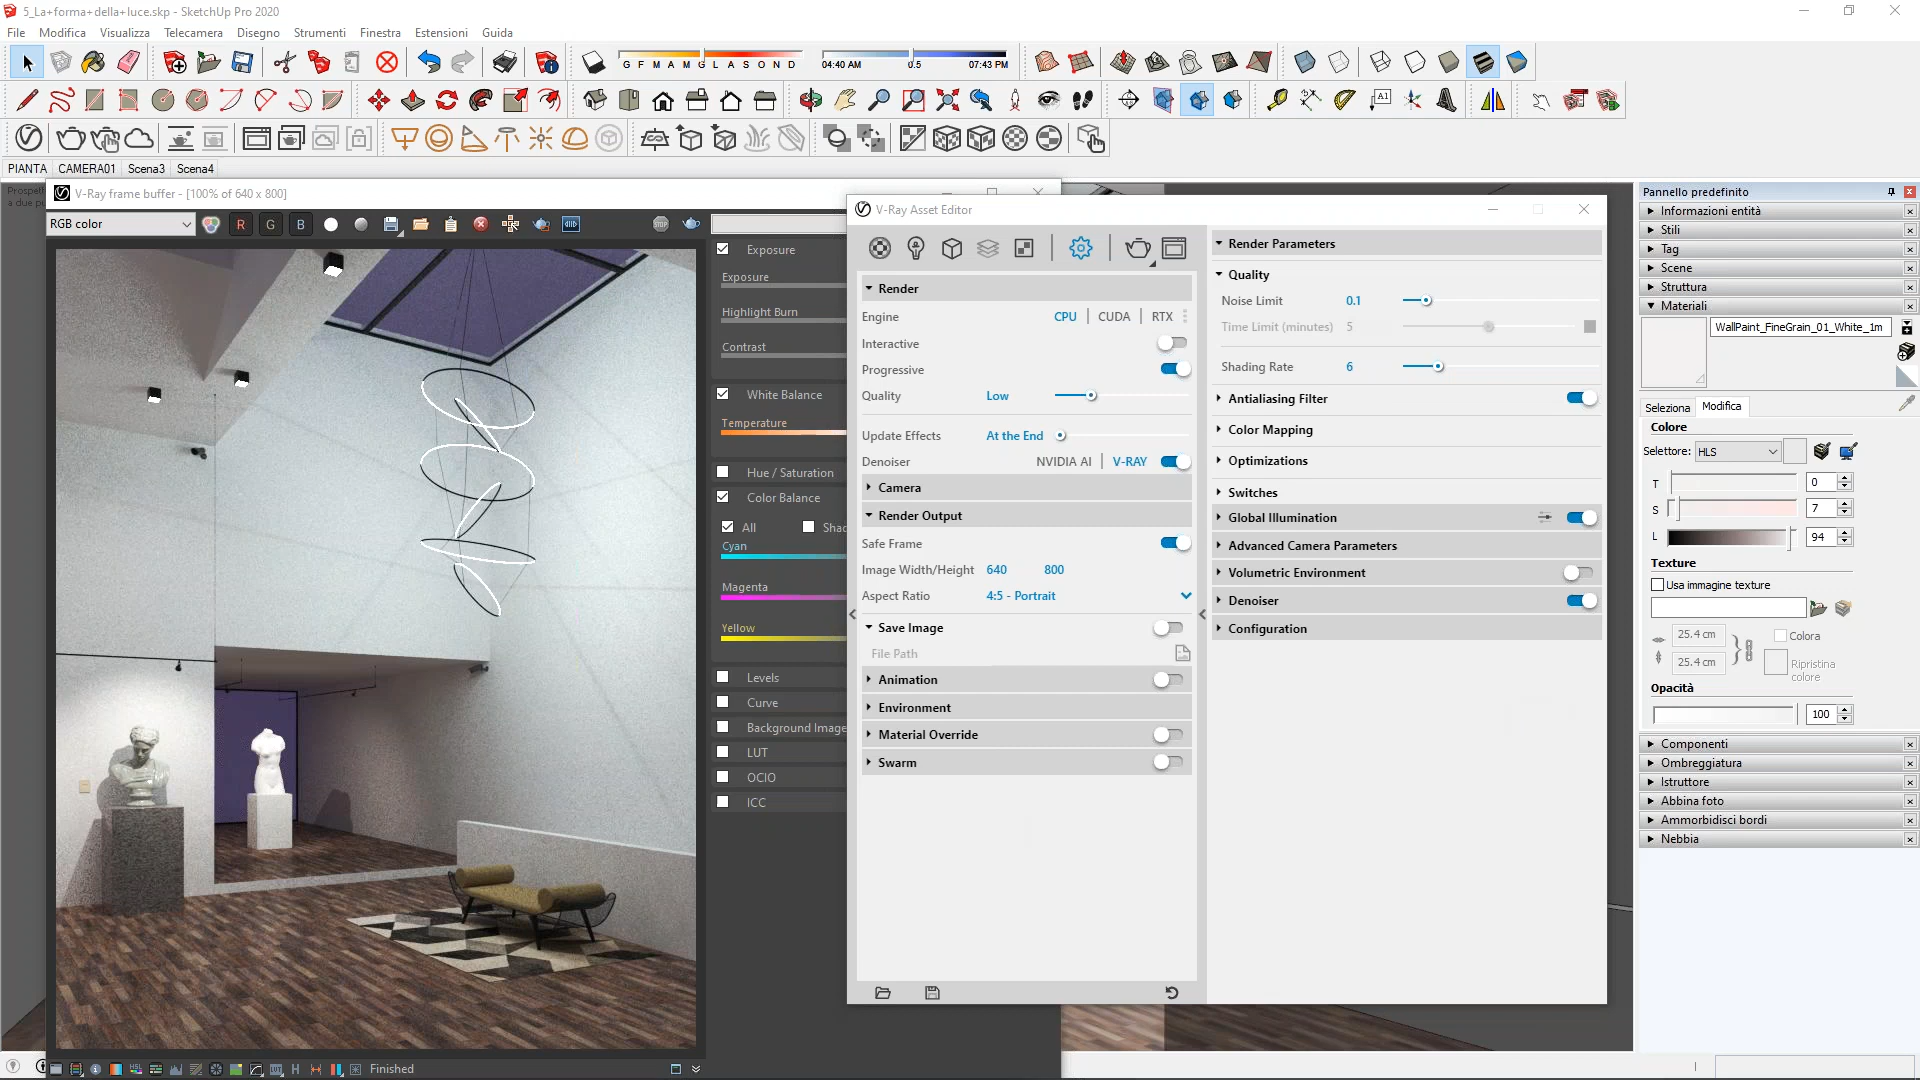 5_La+forma+della+luce.skp - SketchUp Pro 2020
File Modifica Visualizza Telecamera Disegno Strumenti Finestra Estensioni Guida
G F M A M G L A S O N D
04:40 AM 0.5 07:43 PM
PIANTA CAMERA01 Scena3 Scena4
V-Ray frame buffer - [100% of 640 x 800]
RGB color
R G B
STOP
Exposure
Exposure
Highlight Burn
Contrast
White Balance
Temperature
Hue / Saturation
Color Balance
All
Cyan
Magenta
Yellow
Levels
Curve
Background Image
LUT
OCIO
ICC
Finished
V-Ray Asset Editor
Render
Engine CPU CUDA RTX
Interactive
Progressive
Quality Low
Update Effects At the End
Denoiser NVIDIA AI V-RAY
Camera
Render Output
Safe Frame
Image Width/Height 640 800
Aspect Ratio 4:5 - Portrait
Save Image
File Path
Animation
Environment
Material Override
Swarm
Render Parameters
Quality
Noise Limit 0.1
Time Limit (minutes) 5
Shading Rate 6
Antialiasing Filter
Color Mapping
Optimizations
Switches
Global Illumination
Advanced Camera Parameters
Volumetric Environment
Denoiser
Configuration
Pannello predefinito
Informazioni entità
Stili
Tag
Scene
Struttura
Materiali
WallPaint_FineGrain_01_White_1m
Seleziona Modifica
Colore
Selettore: HLS
T 0
S 7
L 94
Texture
Usa immagine texture
25.4 cm Colora
25.4 cm Ripristina colore
Opacità
100
Componenti
Ombreggiatura
Istruttore
Abbina foto
Ammorbidisci bordi
Nebbia